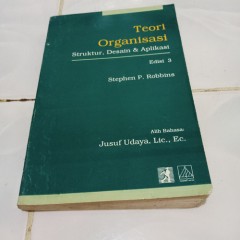 Teori
Organisasi
Struktur, Desain & Aplikasi
Edisi 3
Stephen P. Robbins
Alih Bahasa:
Jusuf Udaya, Lic., Ec.